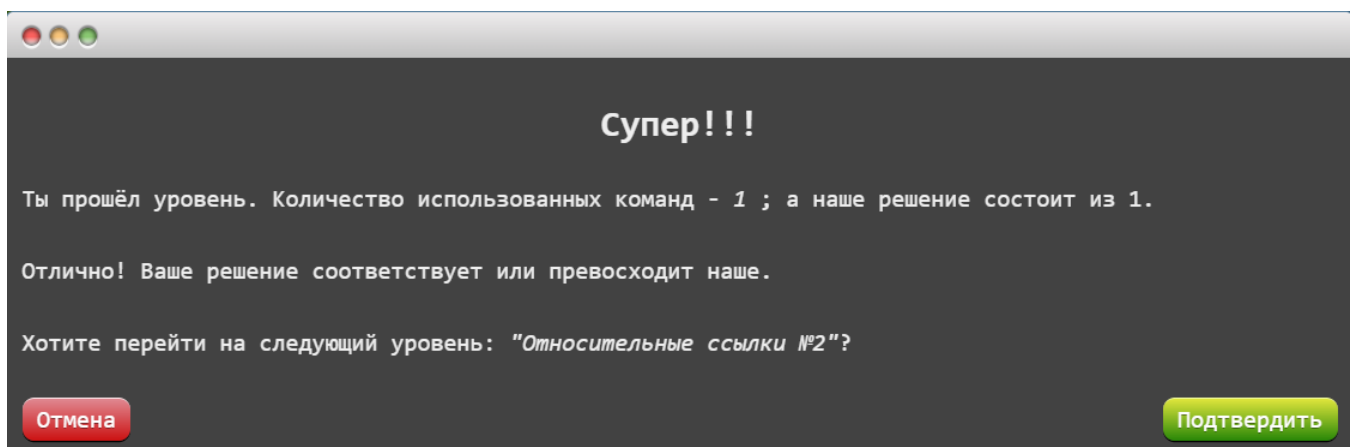 Супер!!!
Ты прошёл уровень. Количество использованных команд - 1 ; а наше решение состоит из 1.
Отлично! Ваше решение соответствует или превосходит наше.
Хотите перейти на следующий уровень: "Относительные ссылки №2"?
Отмена
Подтвердить